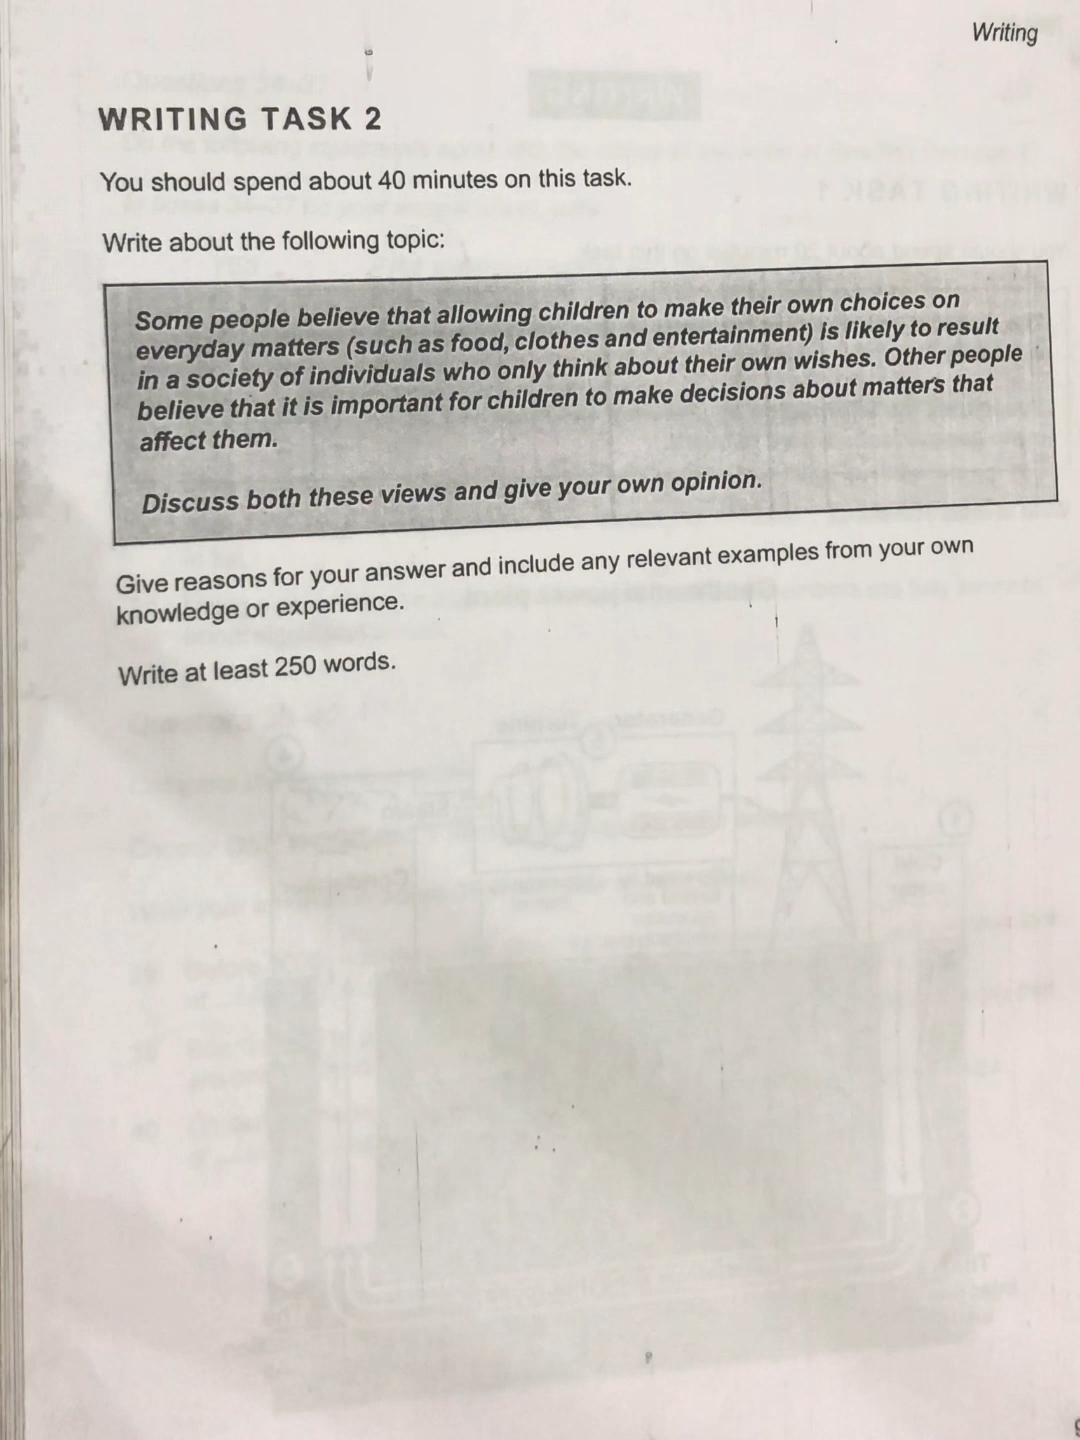 Writing
WRITING TASK 2
You should spend about 40 minutes on this task.
Write about the following topic:
Some people believe that allowing children to make their own choices on
everyday matters (such as food, clothes and entertainment) is likely to result
in a society of individuals who only think about their own wishes. Other people
believe that it is important for children to make decisions about matters that
affect them.
Discuss both these views and give your own opinion.
Give reasons for your answer and include any relevant examples from your own
knowledge or experience.
Write at least 250 words.